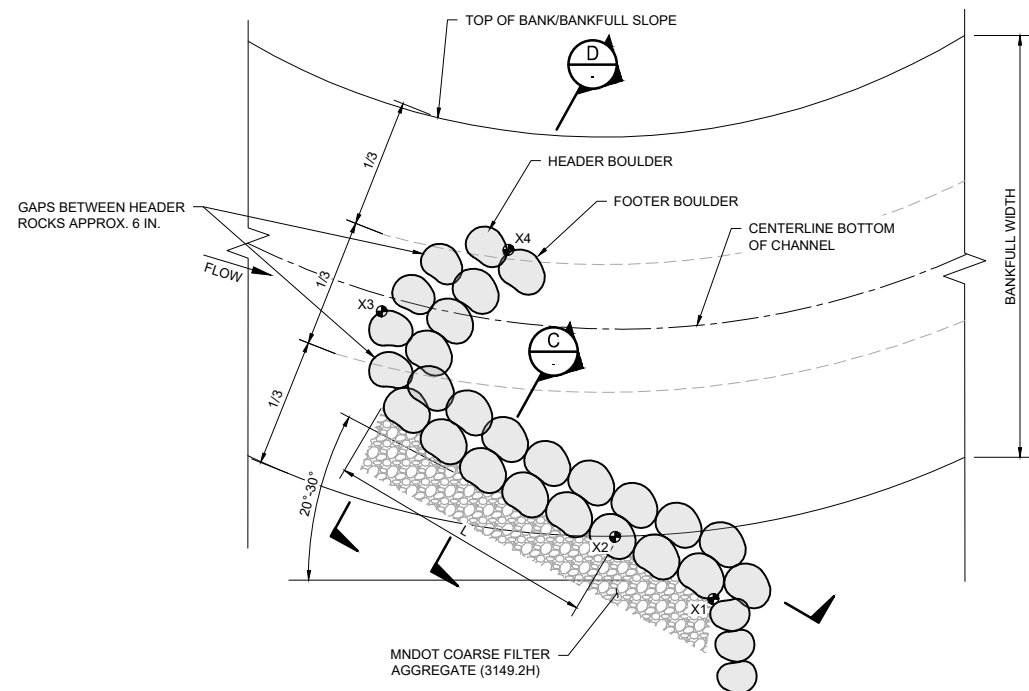 TOP OF BANK/BANKFULL SLOPE
D
-
1/3
HEADER BOULDER
FOOTER BOULDER
GAPS BETWEEN HEADER
ROCKS APPROX. 6 IN.
X4
CENTERLINE BOTTOM
OF CHANNEL
BANKFULL WIDTH
FLOW
1/3
X3
C
-
1/3
20°-30°
L
X2
X1
MNDOT COARSE FILTER
AGGREGATE (3149.2H)